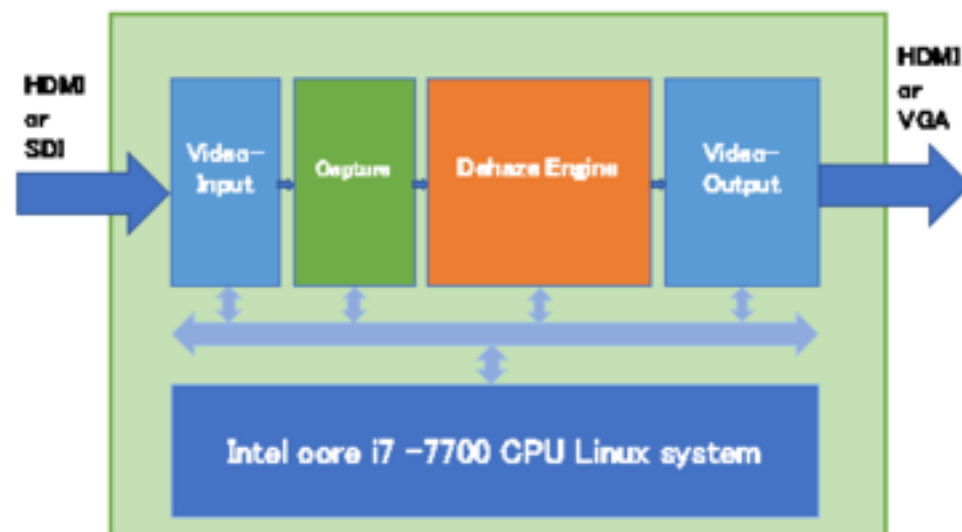 HDMI
or
SDI
Video-
Input
Capture
Dehaze Engine
Video-
Output
HDMI
or
VGA
Intel core i7 -7700 CPU Linux system